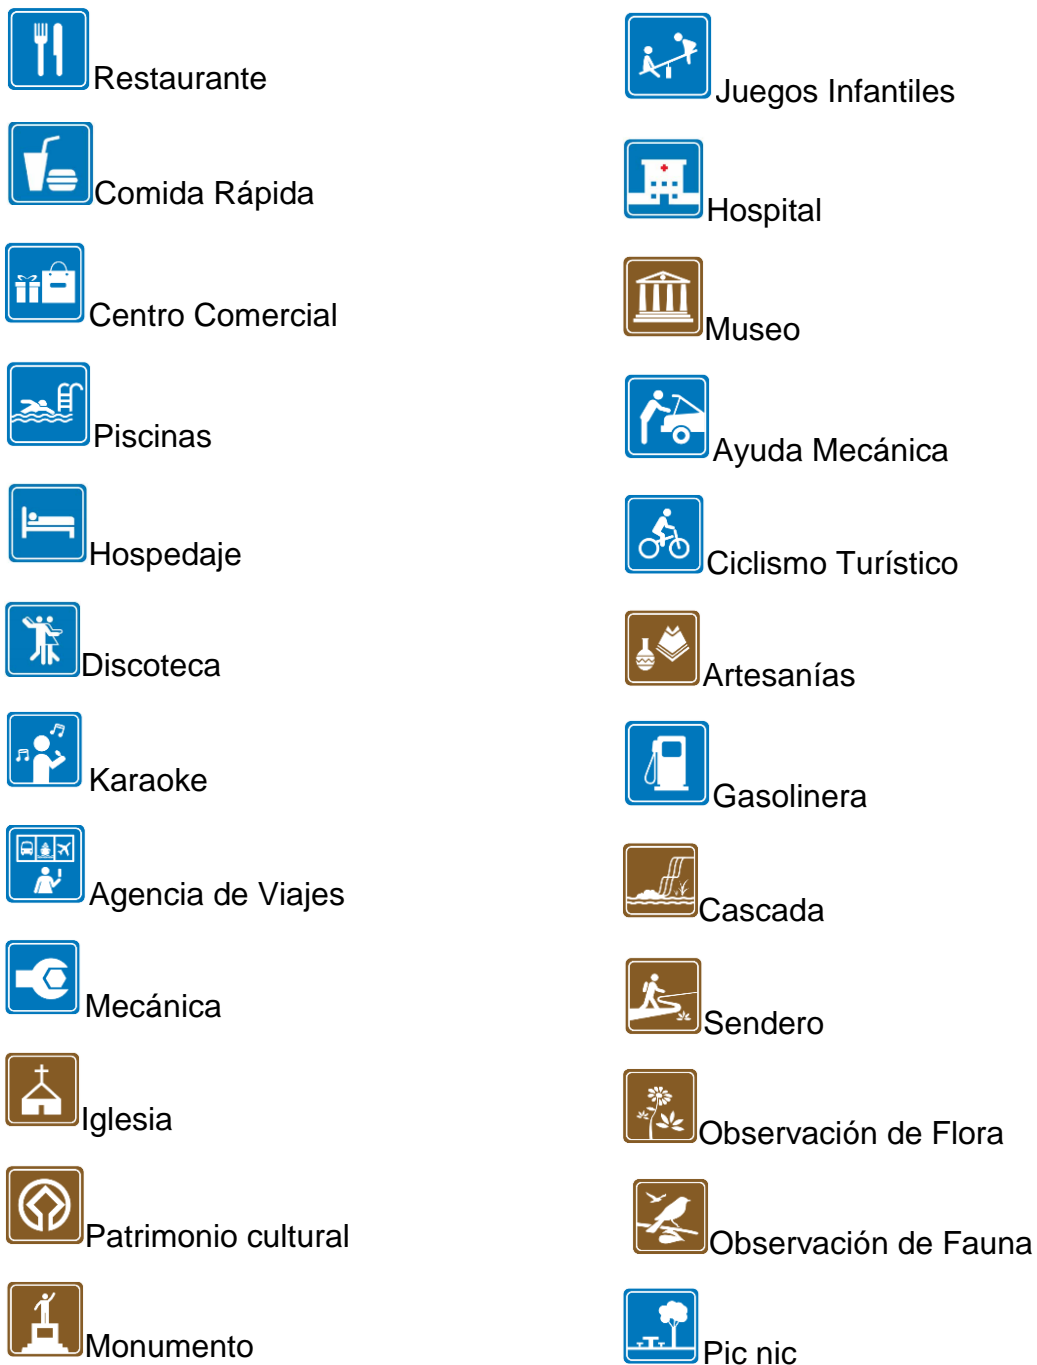 Restaurante
Comida Rápida
Centro Comercial
Piscinas
Hospedaje
Discoteca
Karaoke
Agencia de Viajes
Mecánica
Iglesia
Patrimonio cultural
Monumento
Juegos Infantiles
Hospital
Museo
Ayuda Mecánica
Ciclismo Turístico
Artesanías
Gasolinera
Cascada
Sendero
Observación de Flora
Observación de Fauna
Pic nic